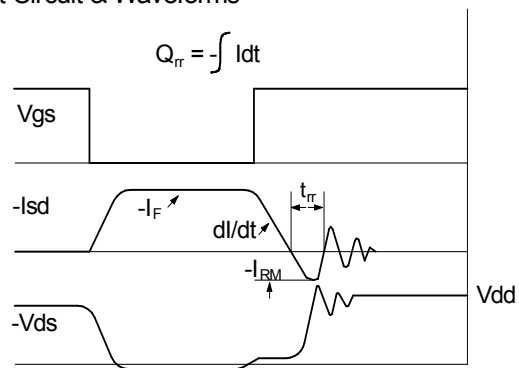 t Circuit & Waveforms
Qrr = -∫ Idt
Vgs
-Isd
-IF
dI/dt
trr
-IRM
Vdd
-Vds